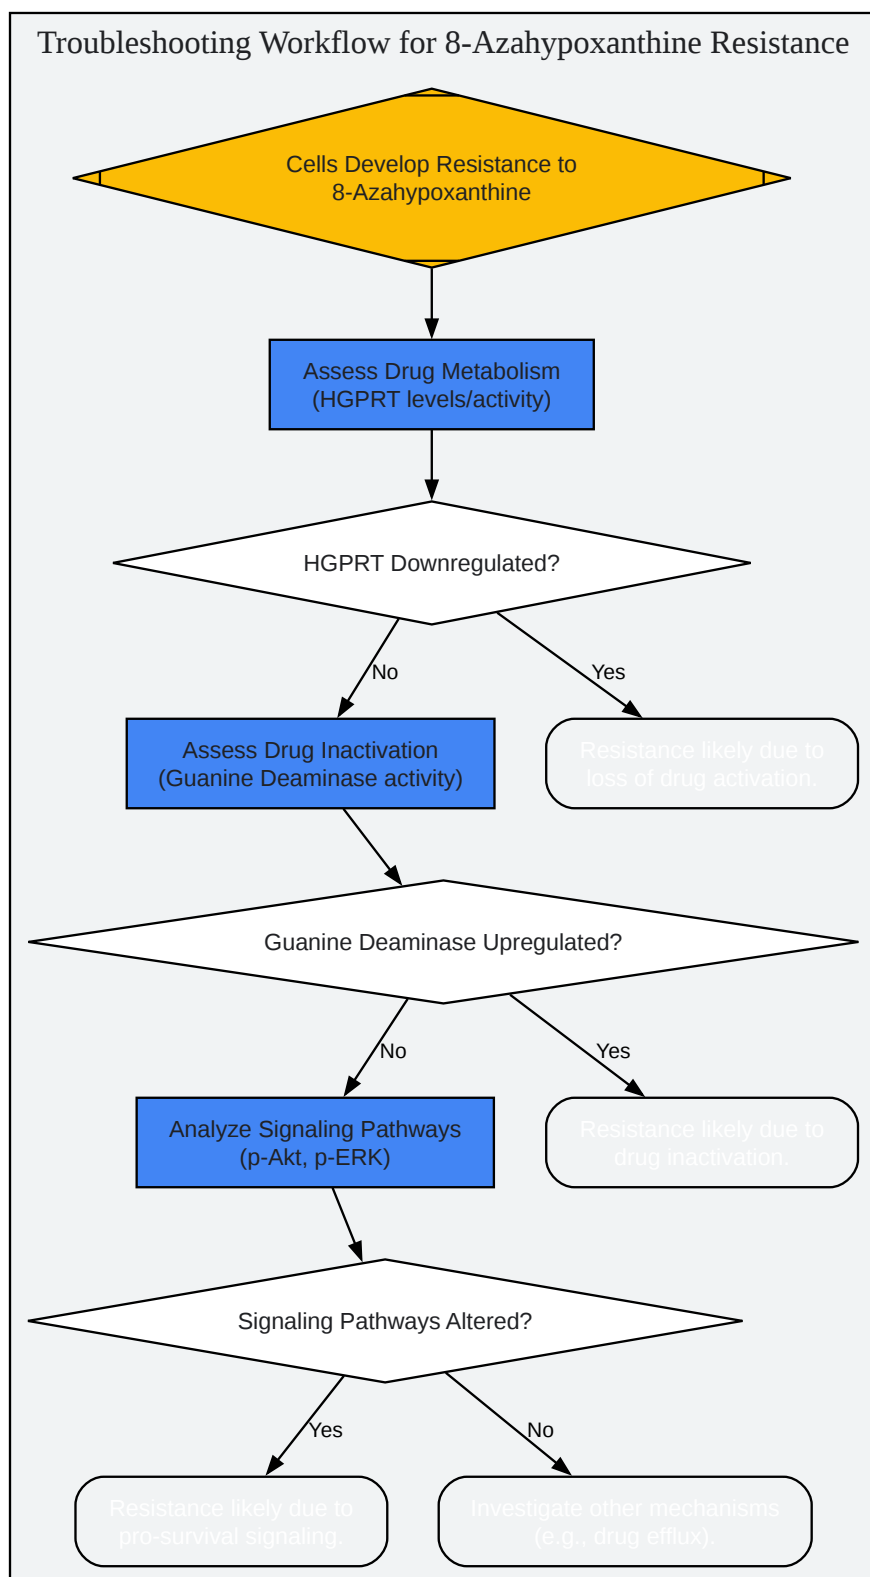 Troubleshooting Workflow for 8-Azahypoxanthine Resistance
Cells Develop Resistance to
8-Azahypoxanthine
Assess Drug Metabolism
(HGPRT levels/activity)
HGPRT Downregulated?
No
Yes
Assess Drug Inactivation
(Guanine Deaminase activity)
Resistance likely due to
loss of drug activation.
Guanine Deaminase Upregulated?
No
Yes
Analyze Signaling Pathways
(p-Akt, p-ERK)
Resistance likely due to
drug inactivation.
Signaling Pathways Altered?
Yes
No
Resistance likely due to
pro-survival signaling.
Investigate other mechanisms
(e.g., drug efflux).